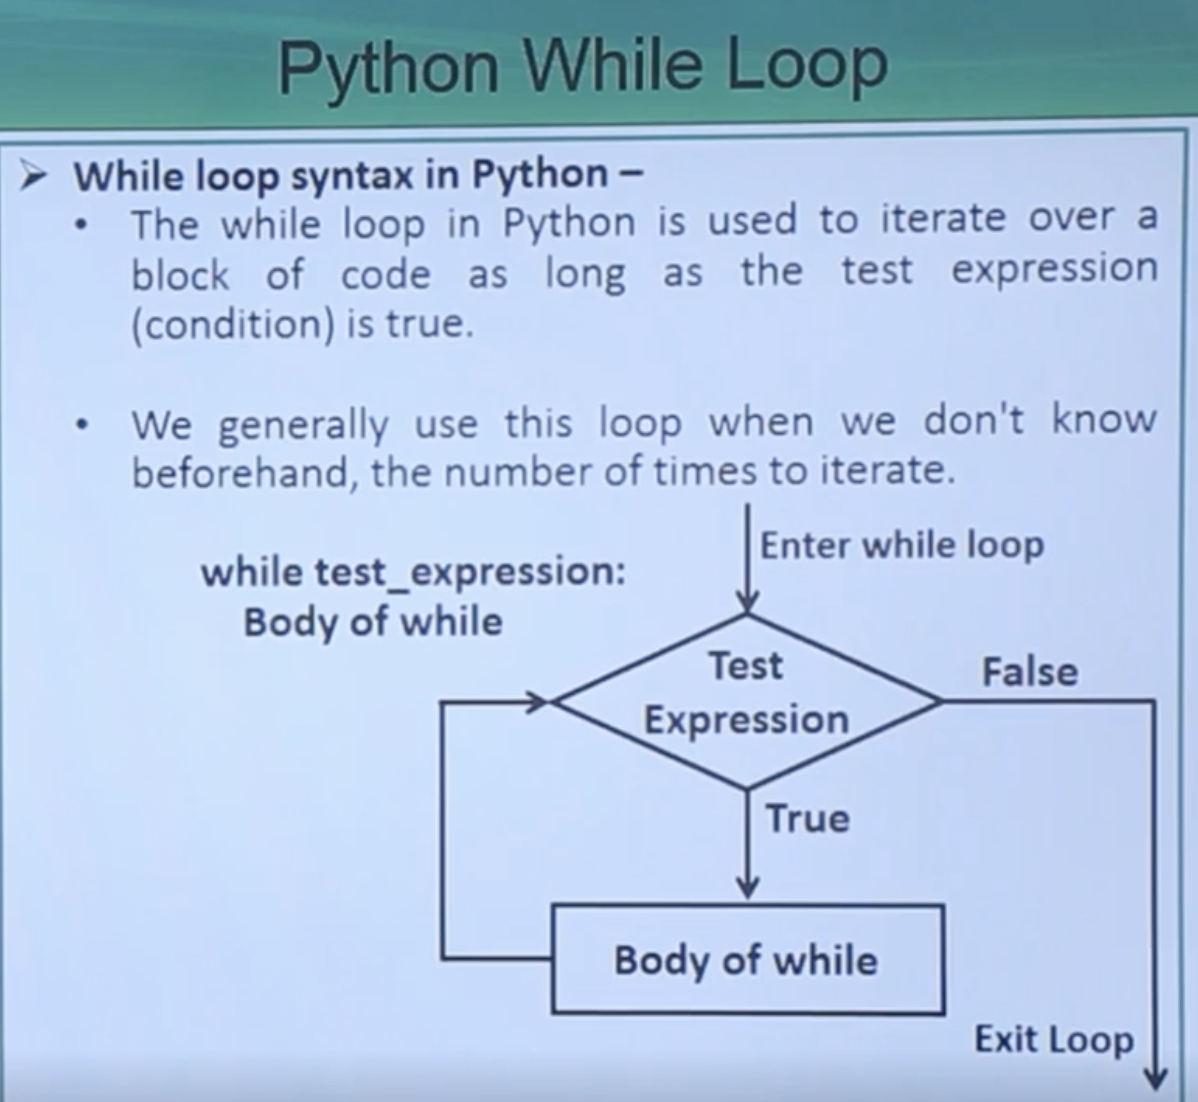 Python While Loop
While loop syntax in Python –
• The while loop in Python is used to iterate over a
block of code as long as the test expression
(condition) is true.
• We generally use this loop when we don't know
beforehand, the number of times to iterate.
Enter while loop
while test_expression:
Body of while
Test
Expression
False
True
Body of while
Exit Loop